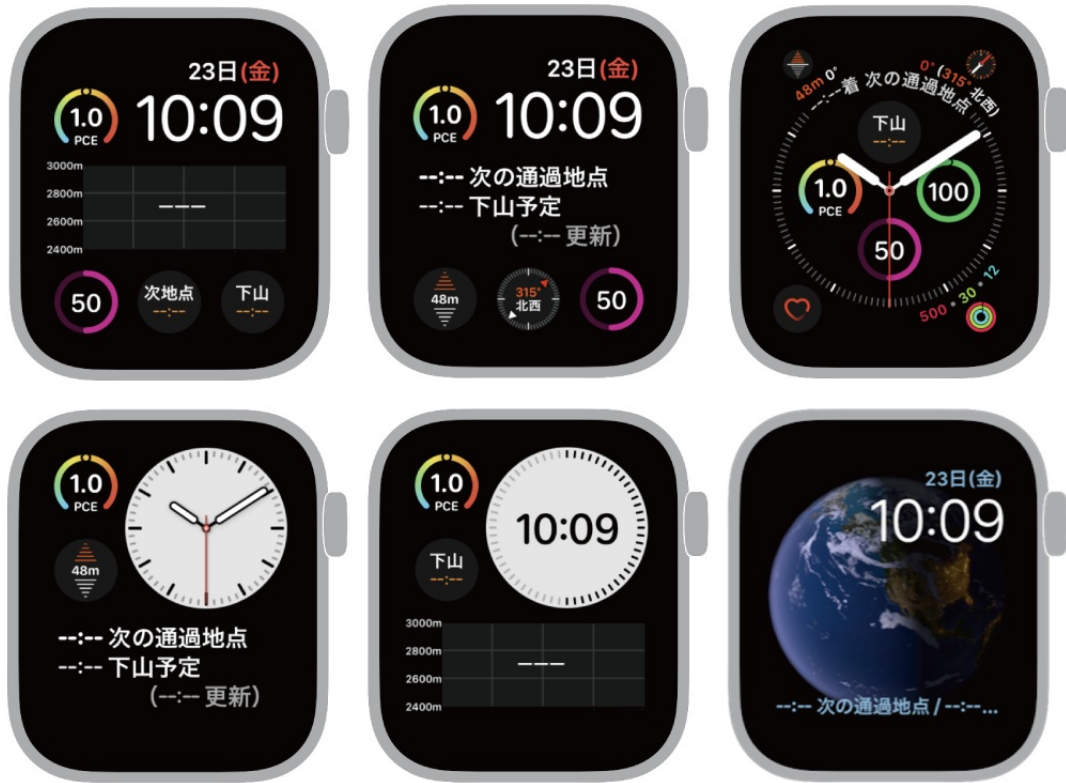 23日(金)
1.0
PCE
10:09
3000m
2800m
2600m
2400m
---
50
次地点
--:--
下山
--:--
23日(金)
1.0
PCE
10:09
--:-- 次の通過地点
--:-- 下山予定
(--:-- 更新)
48m
315°
北西
50
48m 0°
0° (315° 北西)
--:--着 次の通過地点
下山
--:--
1.0
PCE
100
50
500・30・12
1.0
PCE
48m
--:-- 次の通過地点
--:-- 下山予定
(--:-- 更新)
1.0
PCE
10:09
下山
--:--
3000m
2800m
2600m
2400m
---
23日(金)
10:09
--:-- 次の通過地点 / --:--...